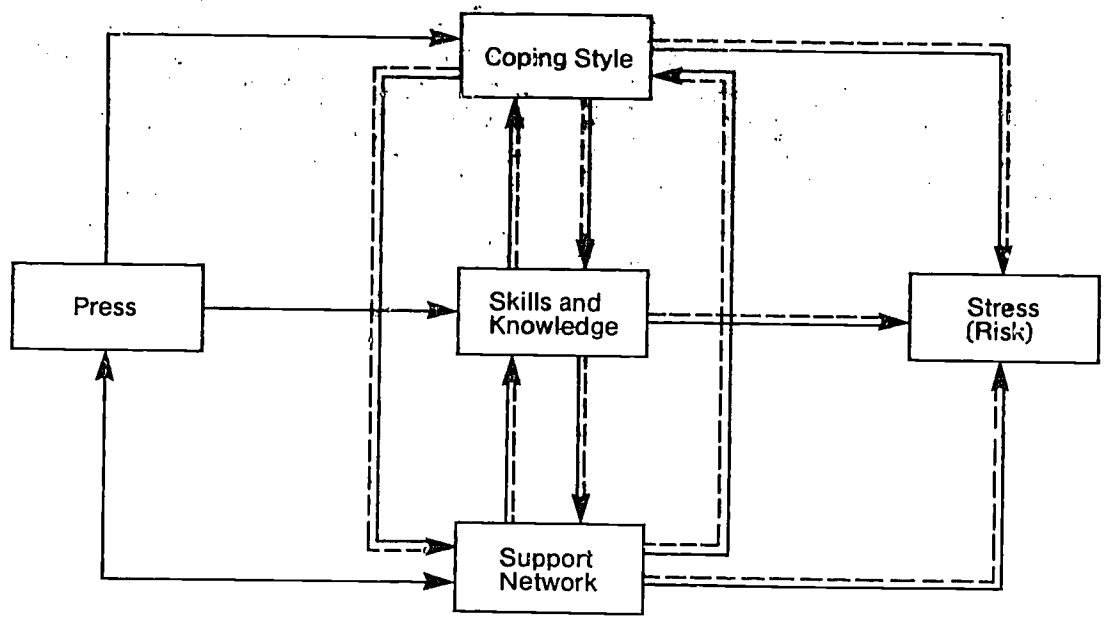 Coping Style
Press
Skills and
Knowledge
Stress
(Risk)
Support
Network